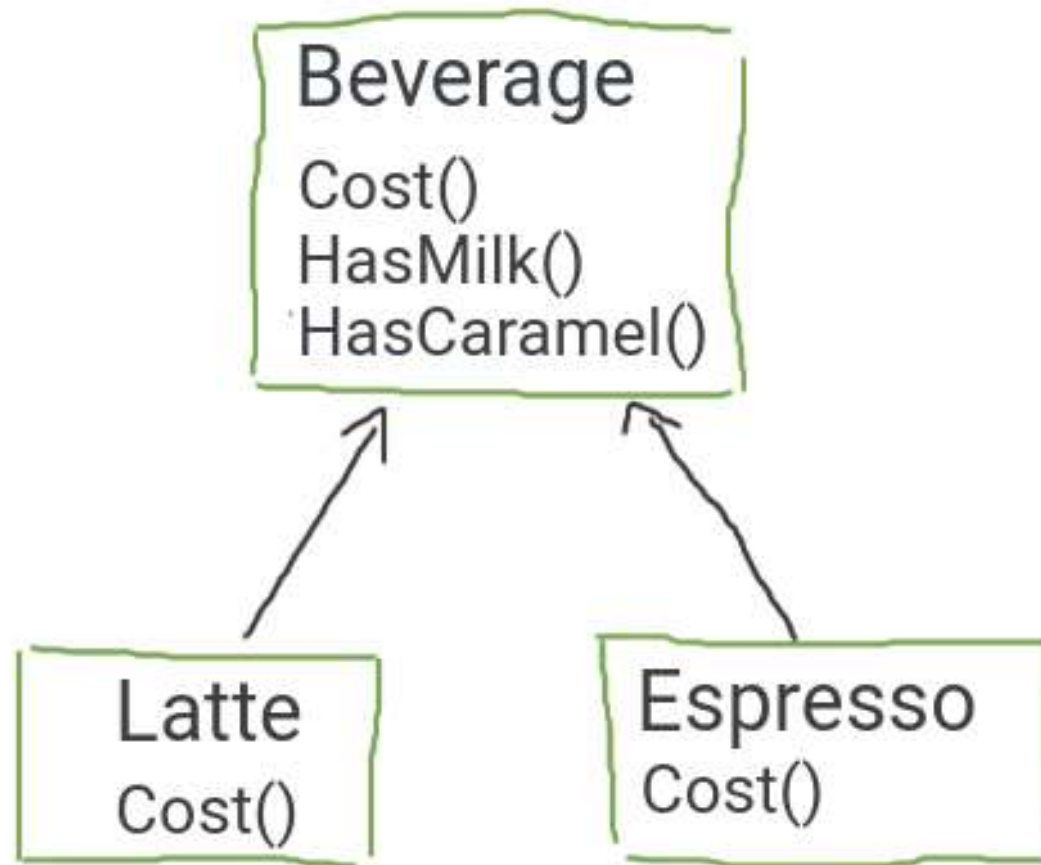 Beverage
Cost()
HasMilk()
HasCaramel()
Latte
Cost()
Espresso
Cost()